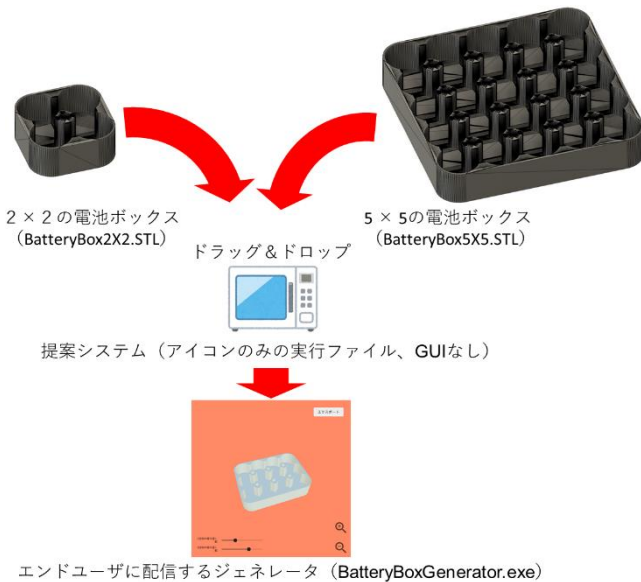 2×2の電池ボックス
（BatteryBox2X2.STL）
5×5の電池ボックス
（BatteryBox5X5.STL）
ドラッグ＆ドロップ
提案システム（アイコンのみの実行ファイル、GUIなし）
エクスポート
エンドユーザに配信するジェネレータ（BatteryBoxGenerator.exe）